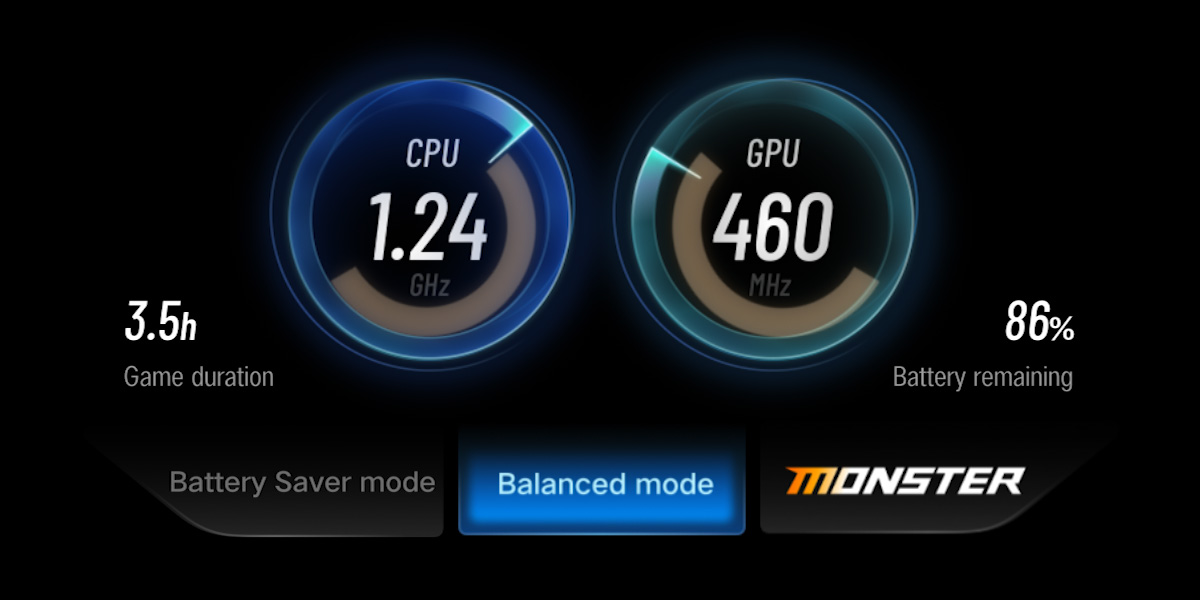 CPU
1.24
GHz
GPU
460
MHz
3.5h
Game duration
86%
Battery remaining
Battery Saver mode
Balanced mode
MONSTER